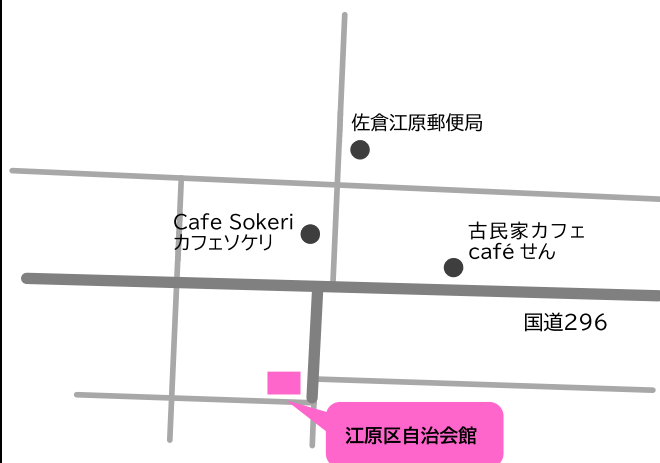 佐倉江原郵便局
Cafe Sokeri
カフェソケリ
古民家カフェ
café せん
国道296
江原区自治会館